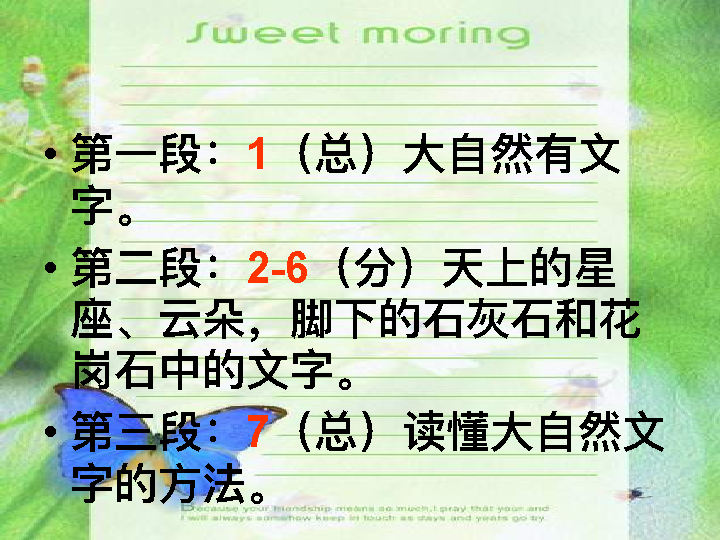 Sweet moring
• 第一段：1（总）大自然有文
字。
• 第二段：2-6（分）天上的星
座、云朵，脚下的石灰石和花
岗石中的文字。
• 第三段：7（总）读懂大自然文
字的方法。
Because your friendship means so much,I pray that your and
I will always somehow keep in touch as days and years go by.